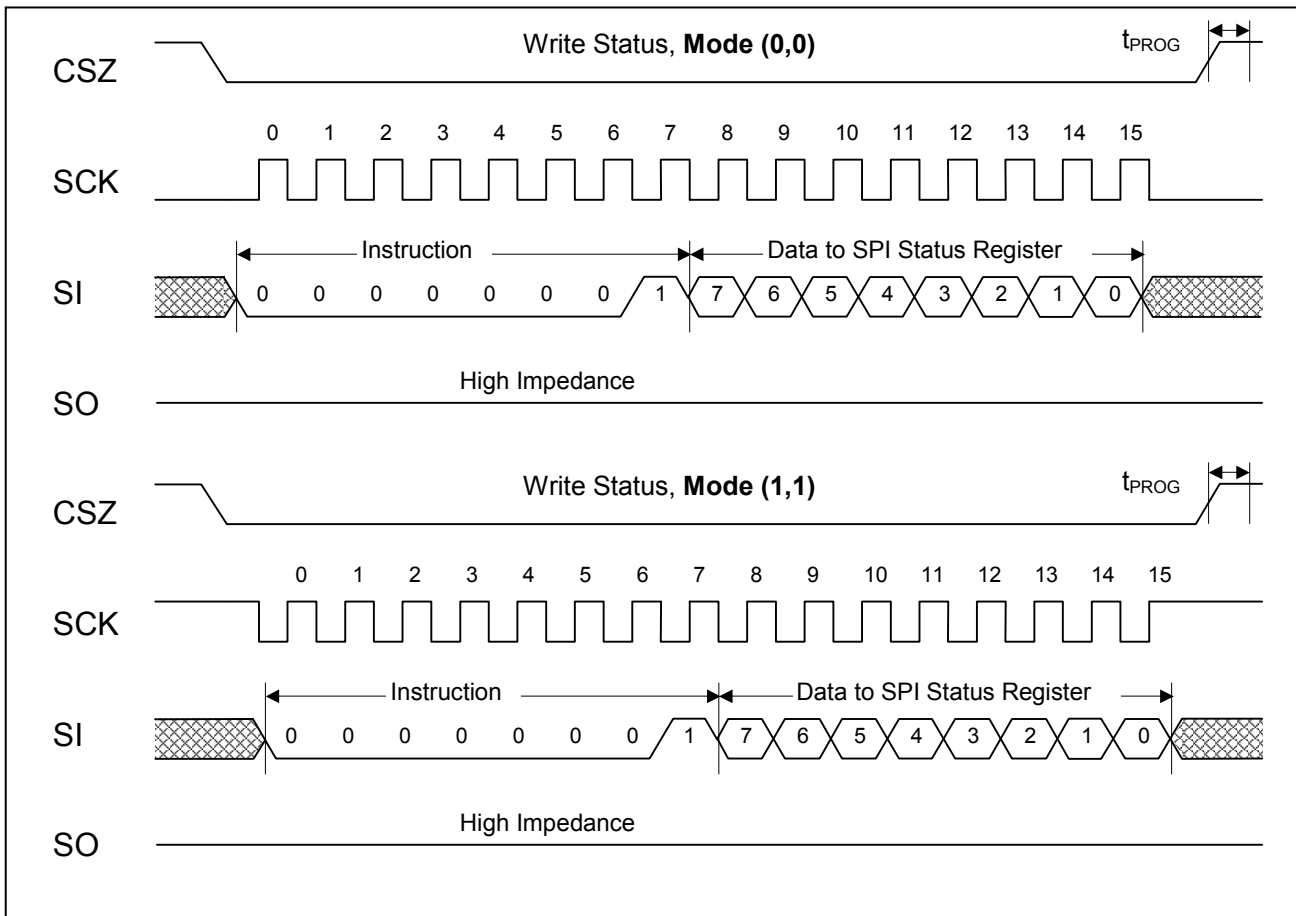 Write Status, Mode (0,0)
tPROG
CSZ
0 1 2 3 4 5 6 7 8 9 10 11 12 13 14 15
SCK
Instruction
Data to SPI Status Register
SI
0 0 0 0 0 0 0 1 7 6 5 4 3 2 1 0
High Impedance
SO
Write Status, Mode (1,1)
tPROG
CSZ
0 1 2 3 4 5 6 7 8 9 10 11 12 13 14 15
SCK
Instruction
Data to SPI Status Register
SI
0 0 0 0 0 0 0 1 7 6 5 4 3 2 1 0
High Impedance
SO